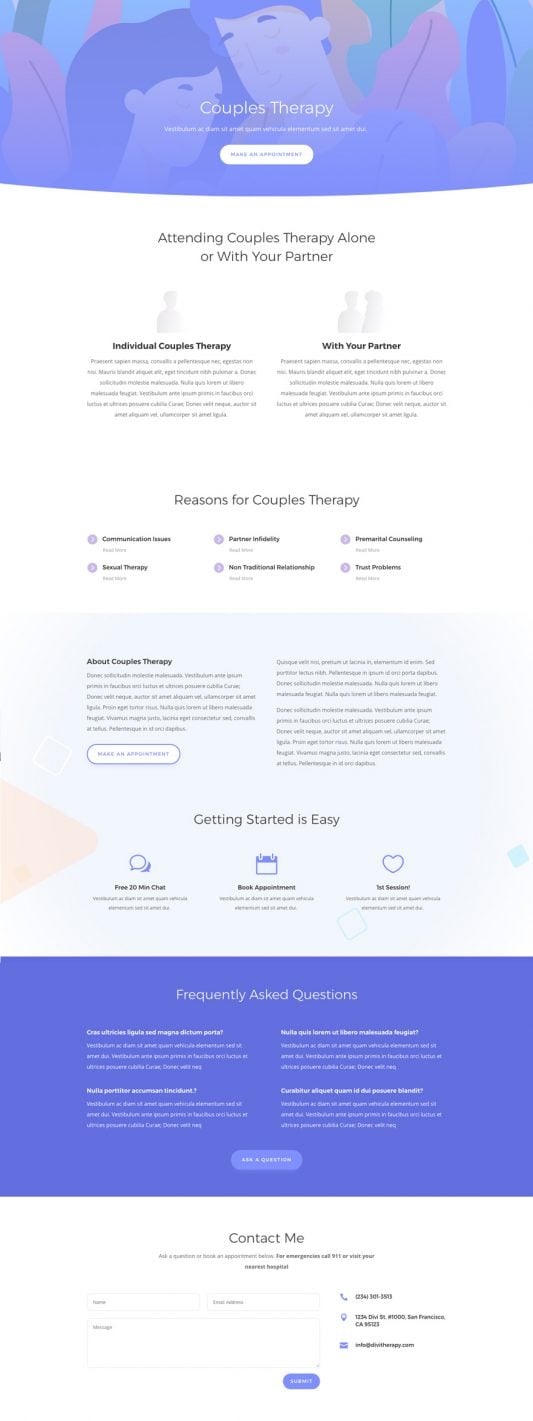 Couples Therapy
Vestibulum ac diam sit amet quam vehicula elementum sed sit amet dui.
MAKE AN APPOINTMENT
Attending Couples Therapy Alone
or With Your Partner
Individual Couples Therapy
Praesent sapien massa, convallis a pellentesque nec, egestas non
nisi. Mauris blandit aliquet elit, eget tincidunt nibh pulvinar a. Donec
sollicitudin molestie malesuada. Nulla quis lorem ut libero
malesuada feugiat. Vestibulum ante ipsum primis in faucibus orci
luctus et ultrices posuere cubilia Curae; Donec velit neque, auctor sit
amet aliquam vel, ullamcorper sit amet ligula.
With Your Partner
Praesent sapien massa, convallis a pellentesque nec, egestas non
nisi. Mauris blandit aliquet elit, eget tincidunt nibh pulvinar a. Donec
sollicitudin molestie malesuada. Nulla quis lorem ut libero
malesuada feugiat. Vestibulum ante ipsum primis in faucibus orci
luctus et ultrices posuere cubilia Curae; Donec velit neque, auctor sit
amet aliquam vel, ullamcorper sit amet ligula.
Reasons for Couples Therapy
Communication Issues
Read More
Partner Infidelity
Read More
Premarital Counseling
Read More
Sexual Therapy
Read More
Non Traditional Relationship
Read More
Trust Problems
Read More
About Couples Therapy
Donec sollicitudin molestie malesuada. Vestibulum ante ipsum
primis in faucibus orci luctus et ultrices posuere cubilia Curae;
Donec velit neque, auctor sit amet aliquam vel, ullamcorper sit amet
ligula. Proin eget tortor risus. Nulla quis lorem ut libero malesuada
feugiat. Vivamus magna justo, lacinia eget consectetur sed, convallis
at tellus. Pellentesque in id orci dapibus.
MAKE AN APPOINTMENT
Quisque velit nisi, pretium ut lacinia in, elementum id enim. Sed
porttitor lectus nibh. Pellentesque in ipsum id orci porta dapibus.
Donec sollicitudin molestie malesuada. Nulla quis lorem ut libero
malesuada feugiat. Nulla quis lorem ut libero malesuada feugiat.
Donec sollicitudin molestie malesuada. Vestibulum ante ipsum
primis in faucibus orci luctus et ultrices posuere cubilia Curae;
Donec velit neque, auctor sit amet aliquam vel, ullamcorper sit amet
ligula. Proin eget tortor risus. Nulla quis lorem ut libero malesuada
feugiat. Vivamus magna justo, lacinia eget consectetur sed, convallis
at tellus. Pellentesque in id orci dapibus.
Getting Started is Easy
Free 20 Min Chat
Vestibulum ac diam sit amet quam vehicula
elementum sed sit amet dui.
Book Appointment
Vestibulum ac diam sit amet quam vehicula
elementum sed sit amet dui.
1st Session!
Vestibulum ac diam sit amet quam vehicula
elementum sed sit amet dui.
Frequently Asked Questions
Cras ultricies ligula sed magna dictum porta?
Vestibulum ac diam sit amet quam vehicula elementum sed sit
amet dui. Vestibulum ante ipsum primis in faucibus orci luctus et
ultrices posuere cubilia Curae; Donec velit neq
Nulla quis lorem ut libero malesuada feugiat?
Vestibulum ac diam sit amet quam vehicula elementum sed sit
amet dui. Vestibulum ante ipsum primis in faucibus orci luctus et
ultrices posuere cubilia Curae; Donec velit neq
Nulla porttitor accumsan tincidunt.?
Vestibulum ac diam sit amet quam vehicula elementum sed sit
amet dui. Vestibulum ante ipsum primis in faucibus orci luctus et
ultrices posuere cubilia Curae; Donec velit neq
Curabitur aliquet quam id dui posuere blandit?
Vestibulum ac diam sit amet quam vehicula elementum sed sit
amet dui. Vestibulum ante ipsum primis in faucibus orci luctus et
ultrices posuere cubilia Curae; Donec velit neq
ASK A QUESTION
Contact Me
Ask a question or book an appointment below. For emergencies call 911 or visit your
nearest hospital
Name
Email Address
Message
SUBMIT
(234) 301-3513
1234 Divi St. #1000, San Francisco,
CA 95123
info@divitherapy.com